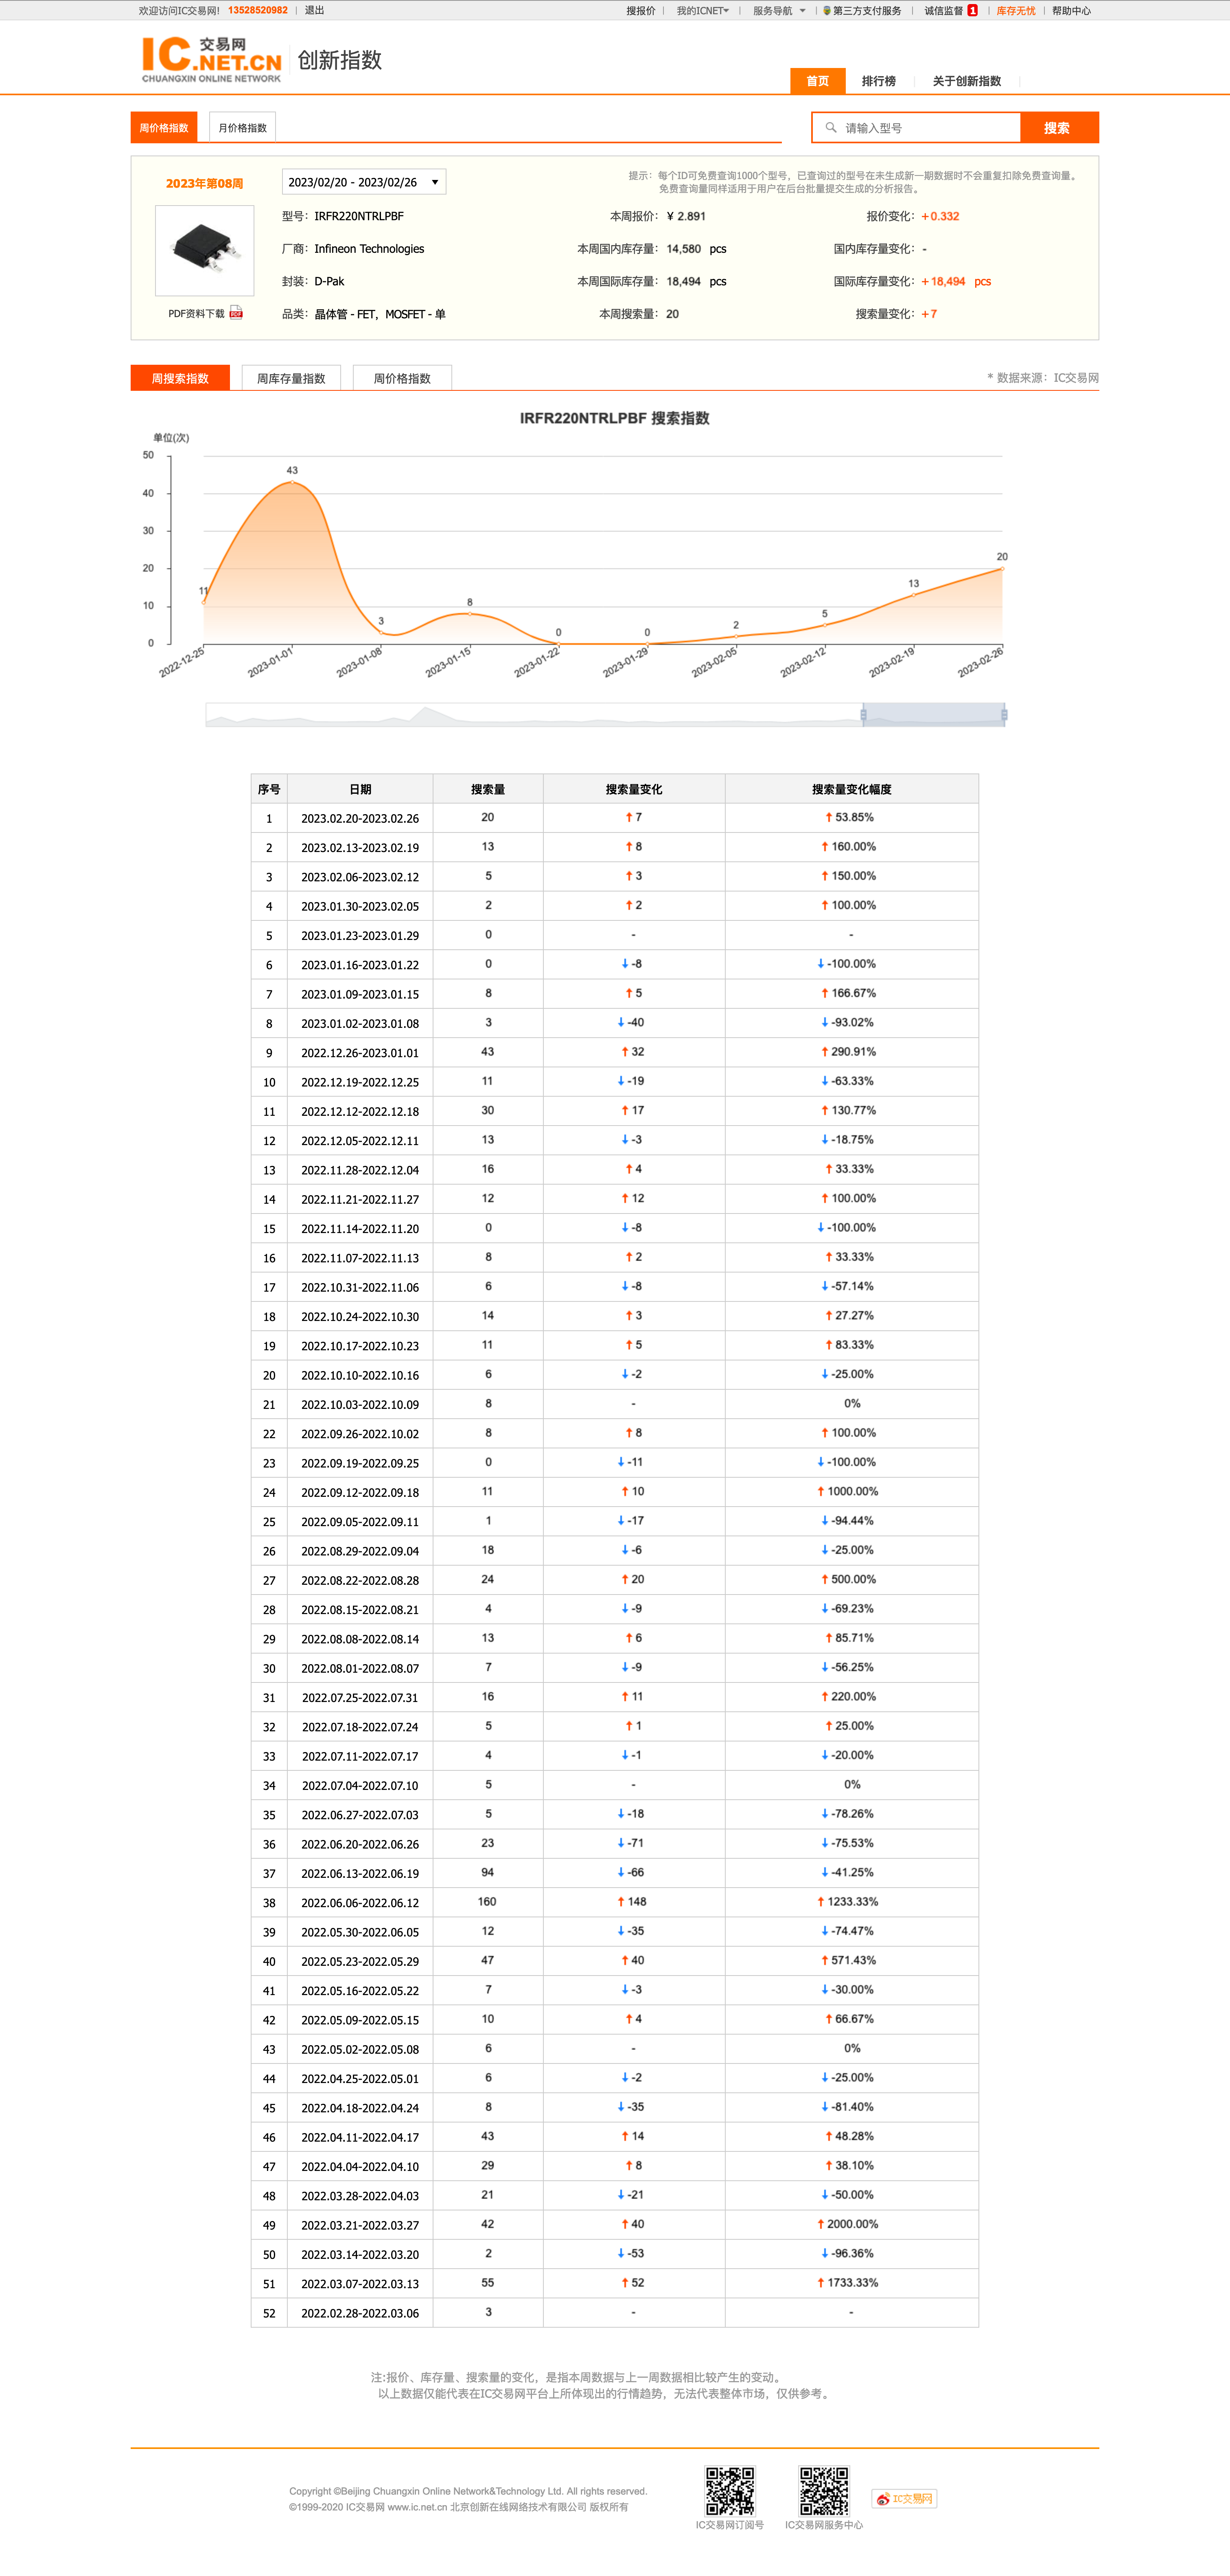 欢迎访问IC交易网! 13528520982 | 退出 搜报价 | 我的ICNET | 服务导航 | 第三方支付服务 | 诚信监督 1 | 库存无忧 | 帮助中心
IC 交易网
.NET.CN
CHUANGXIN ONLINE NETWORK
创新指数
首页 排行榜 关于创新指数
周价格指数 月价格指数 请输入型号 搜索
2023年第08周 2023/02/20 - 2023/02/26
提示：每个ID可免费查询1000个型号，已查询过的型号在未生成新一期数据时不会重复扣除免费查询量。
免费查询量同样适用于用户在后台批量提交生成的分析报告。
型号：IRFR220NTRLPBF 本周报价：¥ 2.891 报价变化：+0.332
厂商：Infineon Technologies 本周国内库存量：14,580 pcs 国内库存量变化：-
封装：D-Pak 本周国际库存量：18,494 pcs 国际库存量变化：+18,494 pcs
PDF资料下载 PDF 品类：晶体管 - FET，MOSFET - 单 本周搜索量：20 搜索量变化：+7
周搜索指数 周库存量指数 周价格指数 * 数据来源：IC交易网
IRFR220NTRLPBF 搜索指数
单位(次)
50
40
30
20
10
0
11 43 3 8 0 0 2 5 13 20
2022-12-25 2023-01-01 2023-01-08 2023-01-15 2023-01-22 2023-01-29 2023-02-05 2023-02-12 2023-02-19 2023-02-26
序号 日期 搜索量 搜索量变化 搜索量变化幅度
1 2023.02.20-2023.02.26 20 ↑ 7 ↑ 53.85%
2 2023.02.13-2023.02.19 13 ↑ 8 ↑ 160.00%
3 2023.02.06-2023.02.12 5 ↑ 3 ↑ 150.00%
4 2023.01.30-2023.02.05 2 ↑ 2 ↑ 100.00%
5 2023.01.23-2023.01.29 0 - -
6 2023.01.16-2023.01.22 0 ↓ -8 ↓ -100.00%
7 2023.01.09-2023.01.15 8 ↑ 5 ↑ 166.67%
8 2023.01.02-2023.01.08 3 ↓ -40 ↓ -93.02%
9 2022.12.26-2023.01.01 43 ↑ 32 ↑ 290.91%
10 2022.12.19-2022.12.25 11 ↓ -19 ↓ -63.33%
11 2022.12.12-2022.12.18 30 ↑ 17 ↑ 130.77%
12 2022.12.05-2022.12.11 13 ↓ -3 ↓ -18.75%
13 2022.11.28-2022.12.04 16 ↑ 4 ↑ 33.33%
14 2022.11.21-2022.11.27 12 ↑ 12 ↑ 100.00%
15 2022.11.14-2022.11.20 0 ↓ -8 ↓ -100.00%
16 2022.11.07-2022.11.13 8 ↑ 2 ↑ 33.33%
17 2022.10.31-2022.11.06 6 ↓ -8 ↓ -57.14%
18 2022.10.24-2022.10.30 14 ↑ 3 ↑ 27.27%
19 2022.10.17-2022.10.23 11 ↑ 5 ↑ 83.33%
20 2022.10.10-2022.10.16 6 ↓ -2 ↓ -25.00%
21 2022.10.03-2022.10.09 8 - 0%
22 2022.09.26-2022.10.02 8 ↑ 8 ↑ 100.00%
23 2022.09.19-2022.09.25 0 ↓ -11 ↓ -100.00%
24 2022.09.12-2022.09.18 11 ↑ 10 ↑ 1000.00%
25 2022.09.05-2022.09.11 1 ↓ -17 ↓ -94.44%
26 2022.08.29-2022.09.04 18 ↓ -6 ↓ -25.00%
27 2022.08.22-2022.08.28 24 ↑ 20 ↑ 500.00%
28 2022.08.15-2022.08.21 4 ↓ -9 ↓ -69.23%
29 2022.08.08-2022.08.14 13 ↑ 6 ↑ 85.71%
30 2022.08.01-2022.08.07 7 ↓ -9 ↓ -56.25%
31 2022.07.25-2022.07.31 16 ↑ 11 ↑ 220.00%
32 2022.07.18-2022.07.24 5 ↑ 1 ↑ 25.00%
33 2022.07.11-2022.07.17 4 ↓ -1 ↓ -20.00%
34 2022.07.04-2022.07.10 5 - 0%
35 2022.06.27-2022.07.03 5 ↓ -18 ↓ -78.26%
36 2022.06.20-2022.06.26 23 ↓ -71 ↓ -75.53%
37 2022.06.13-2022.06.19 94 ↓ -66 ↓ -41.25%
38 2022.06.06-2022.06.12 160 ↑ 148 ↑ 1233.33%
39 2022.05.30-2022.06.05 12 ↓ -35 ↓ -74.47%
40 2022.05.23-2022.05.29 47 ↑ 40 ↑ 571.43%
41 2022.05.16-2022.05.22 7 ↓ -3 ↓ -30.00%
42 2022.05.09-2022.05.15 10 ↑ 4 ↑ 66.67%
43 2022.05.02-2022.05.08 6 - 0%
44 2022.04.25-2022.05.01 6 ↓ -2 ↓ -25.00%
45 2022.04.18-2022.04.24 8 ↓ -35 ↓ -81.40%
46 2022.04.11-2022.04.17 43 ↑ 14 ↑ 48.28%
47 2022.04.04-2022.04.10 29 ↑ 8 ↑ 38.10%
48 2022.03.28-2022.04.03 21 ↓ -21 ↓ -50.00%
49 2022.03.21-2022.03.27 42 ↑ 40 ↑ 2000.00%
50 2022.03.14-2022.03.20 2 ↓ -53 ↓ -96.36%
51 2022.03.07-2022.03.13 55 ↑ 52 ↑ 1733.33%
52 2022.02.28-2022.03.06 3 - -
注:报价、库存量、搜索量的变化，是指本周数据与上一周数据相比较产生的变动。
以上数据仅能代表在IC交易网平台上所体现出的行情趋势，无法代表整体市场，仅供参考。
Copyright ©Beijing Chuangxin Online Network&Technology Ltd. All rights reserved.
©1999-2020 IC交易网 www.ic.net.cn 北京创新在线网络技术有限公司 版权所有
IC交易网订阅号 IC交易网服务中心 IC交易网